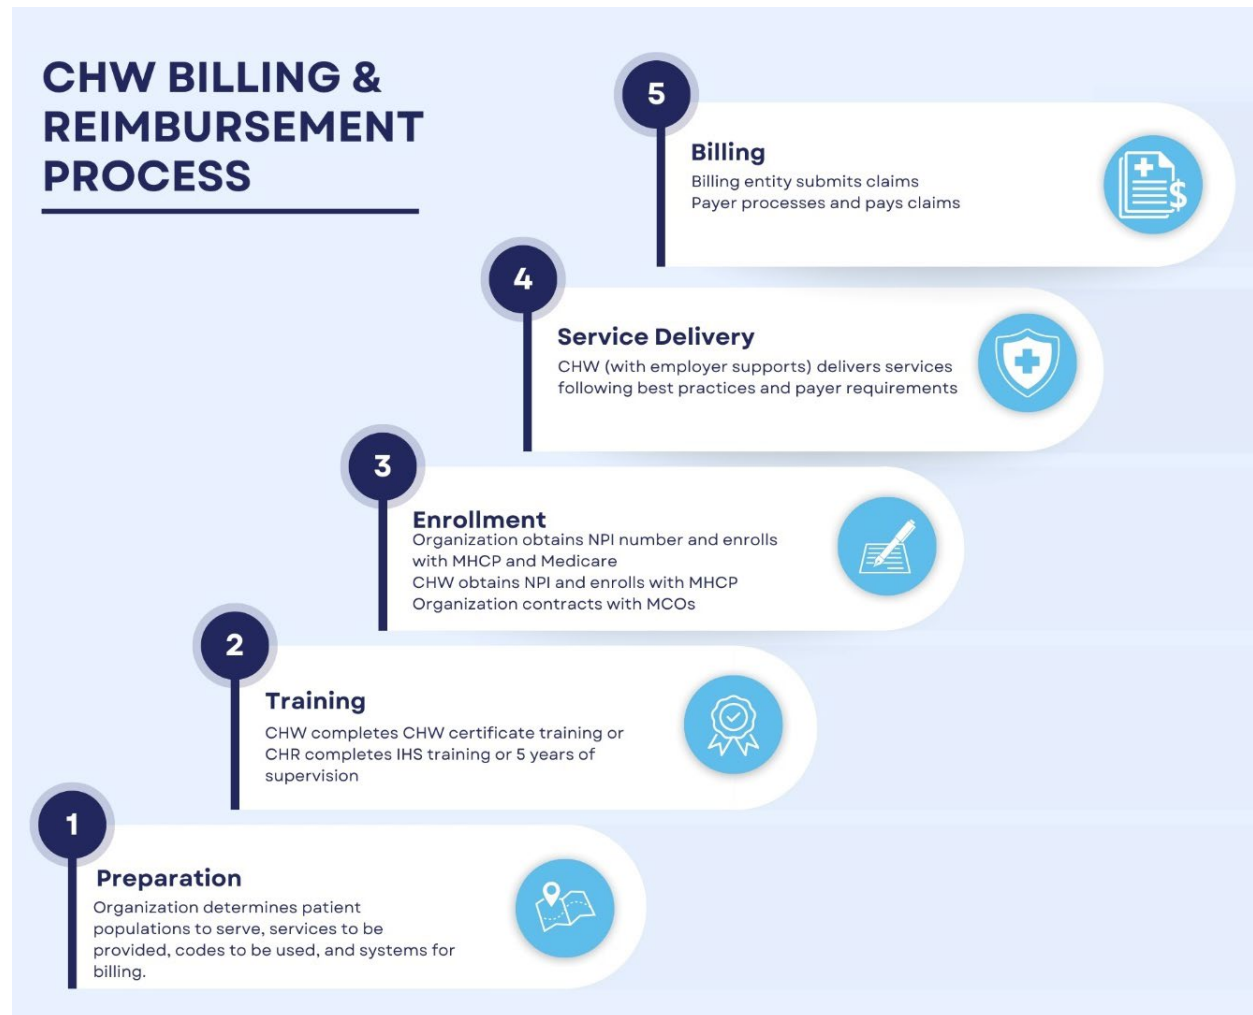 CHW BILLING &
REIMBURSEMENT
PROCESS
5
Billing
Billing entity submits claims
Payer processes and pays claims
$
4
Service Delivery
CHW (with employer supports) delivers services
following best practices and payer requirements
3
Enrollment
Organization obtains NPI number and enrolls
with MHCP and Medicare
CHW obtains NPI and enrolls with MHCP
Organization contracts with MCOs
2
Training
CHW completes CHW certificate training or
CHR completes IHS training or 5 years of
supervision
1
Preparation
Organization determines patient
populations to serve, services to be
provided, codes to be used, and systems for
billing.